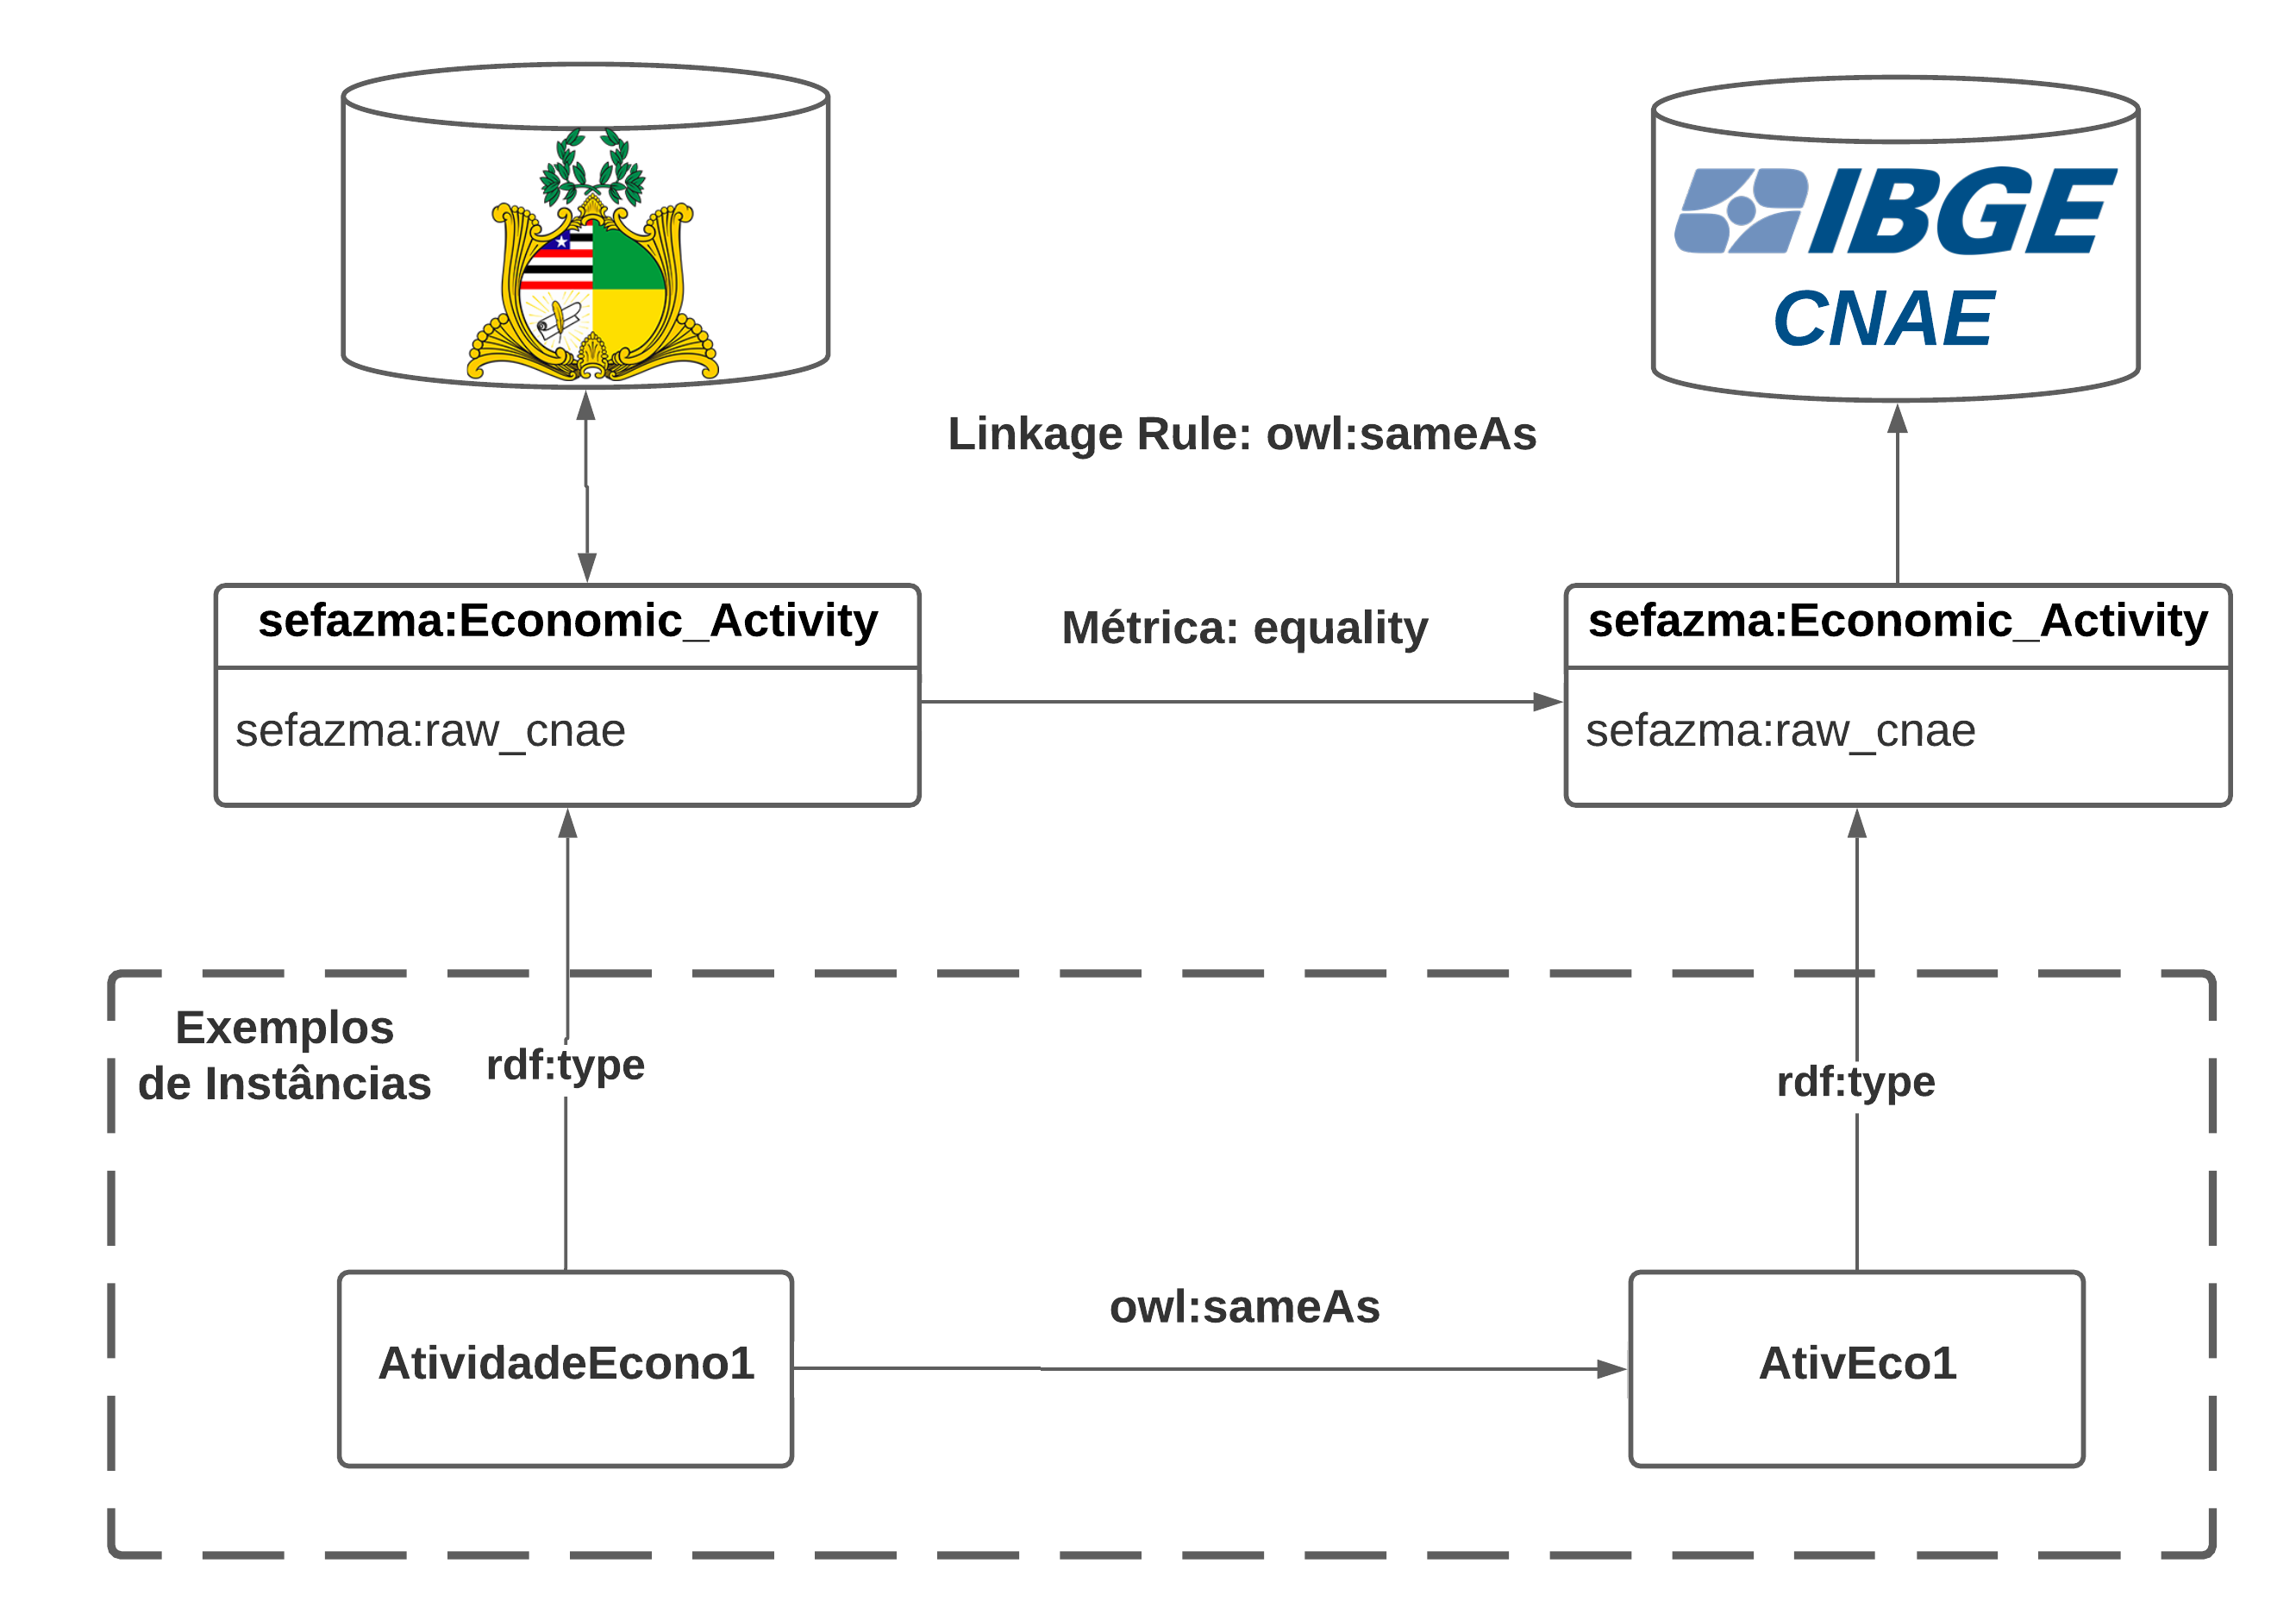 IBGE
CNAE
Linkage Rule: owl:sameAs
sefazma:Economic_Activity
sefazma:raw_cnae
Métrica: equality
sefazma:Economic_Activity
sefazma:raw_cnae
Exemplos
de Instâncias
rdf:type
rdf:type
AtividadeEcono1
owl:sameAs
AtivEco1